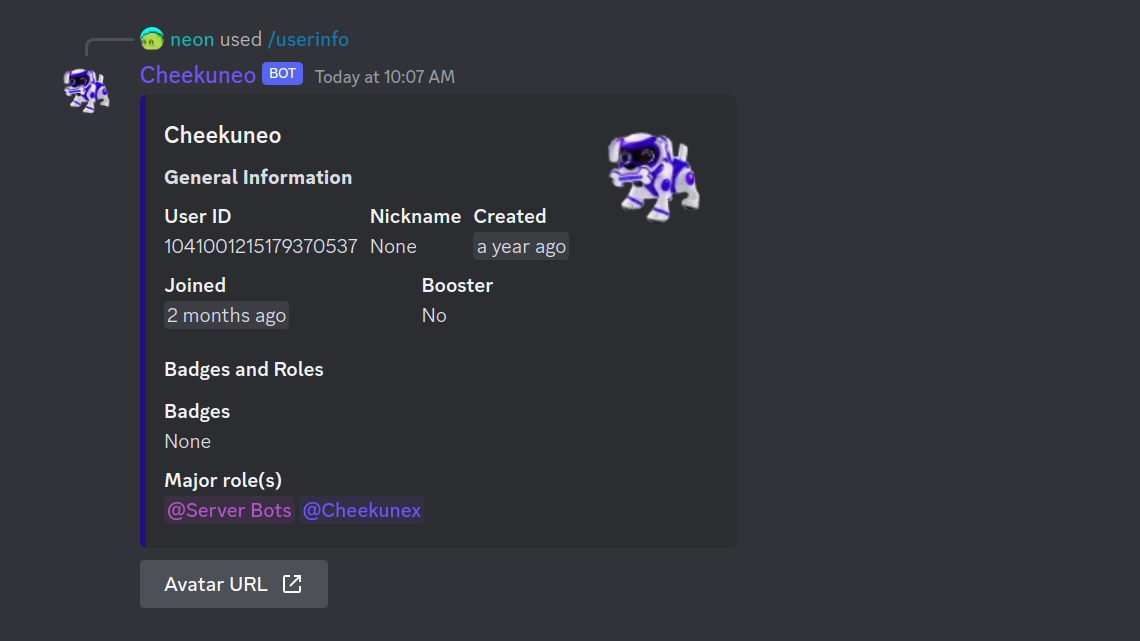 neon used /userinfo
Cheekuneo BOT Today at 10:07 AM
Cheekuneo
General Information
User ID Nickname Created
1041001215179370537 None a year ago
Joined Booster
2 months ago No
Badges and Roles
Badges
None
Major role(s)
@Server Bots @Cheekunex
Avatar URL